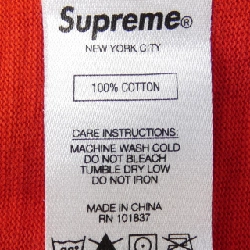 Supreme®
NEW YORK CITY
100% COTTON
CARE INSTRUCTIONS:
MACHINE WASH COLD
DO NOT BLEACH
TUMBLE DRY LOW
DO NOT IRON
MADE IN CHINA
RN 101837